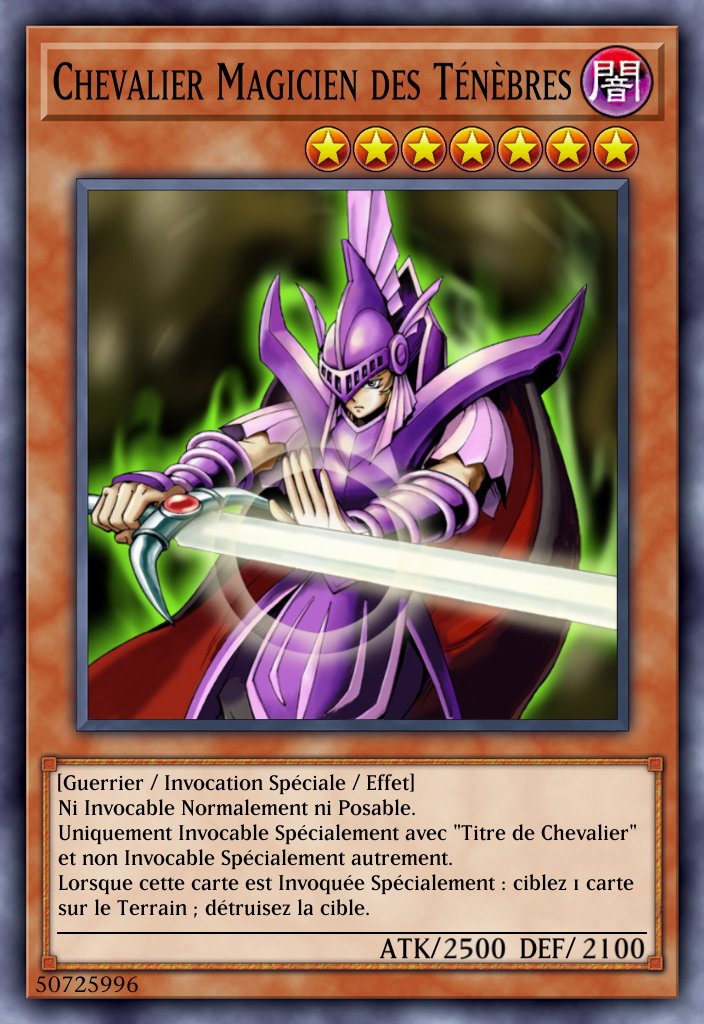 Chevalier Magicien des Ténèbres 闇
[Guerrier / Invocation Spéciale / Effet]
Ni Invocable Normalement ni Posable.
Uniquement Invocable Spécialement avec "Titre de Chevalier"
et non Invocable Spécialement autrement.
Lorsque cette carte est Invoquée Spécialement : ciblez 1 carte
sur le Terrain ; détruisez la cible.
ATK/2500 DEF/ 2100
50725996